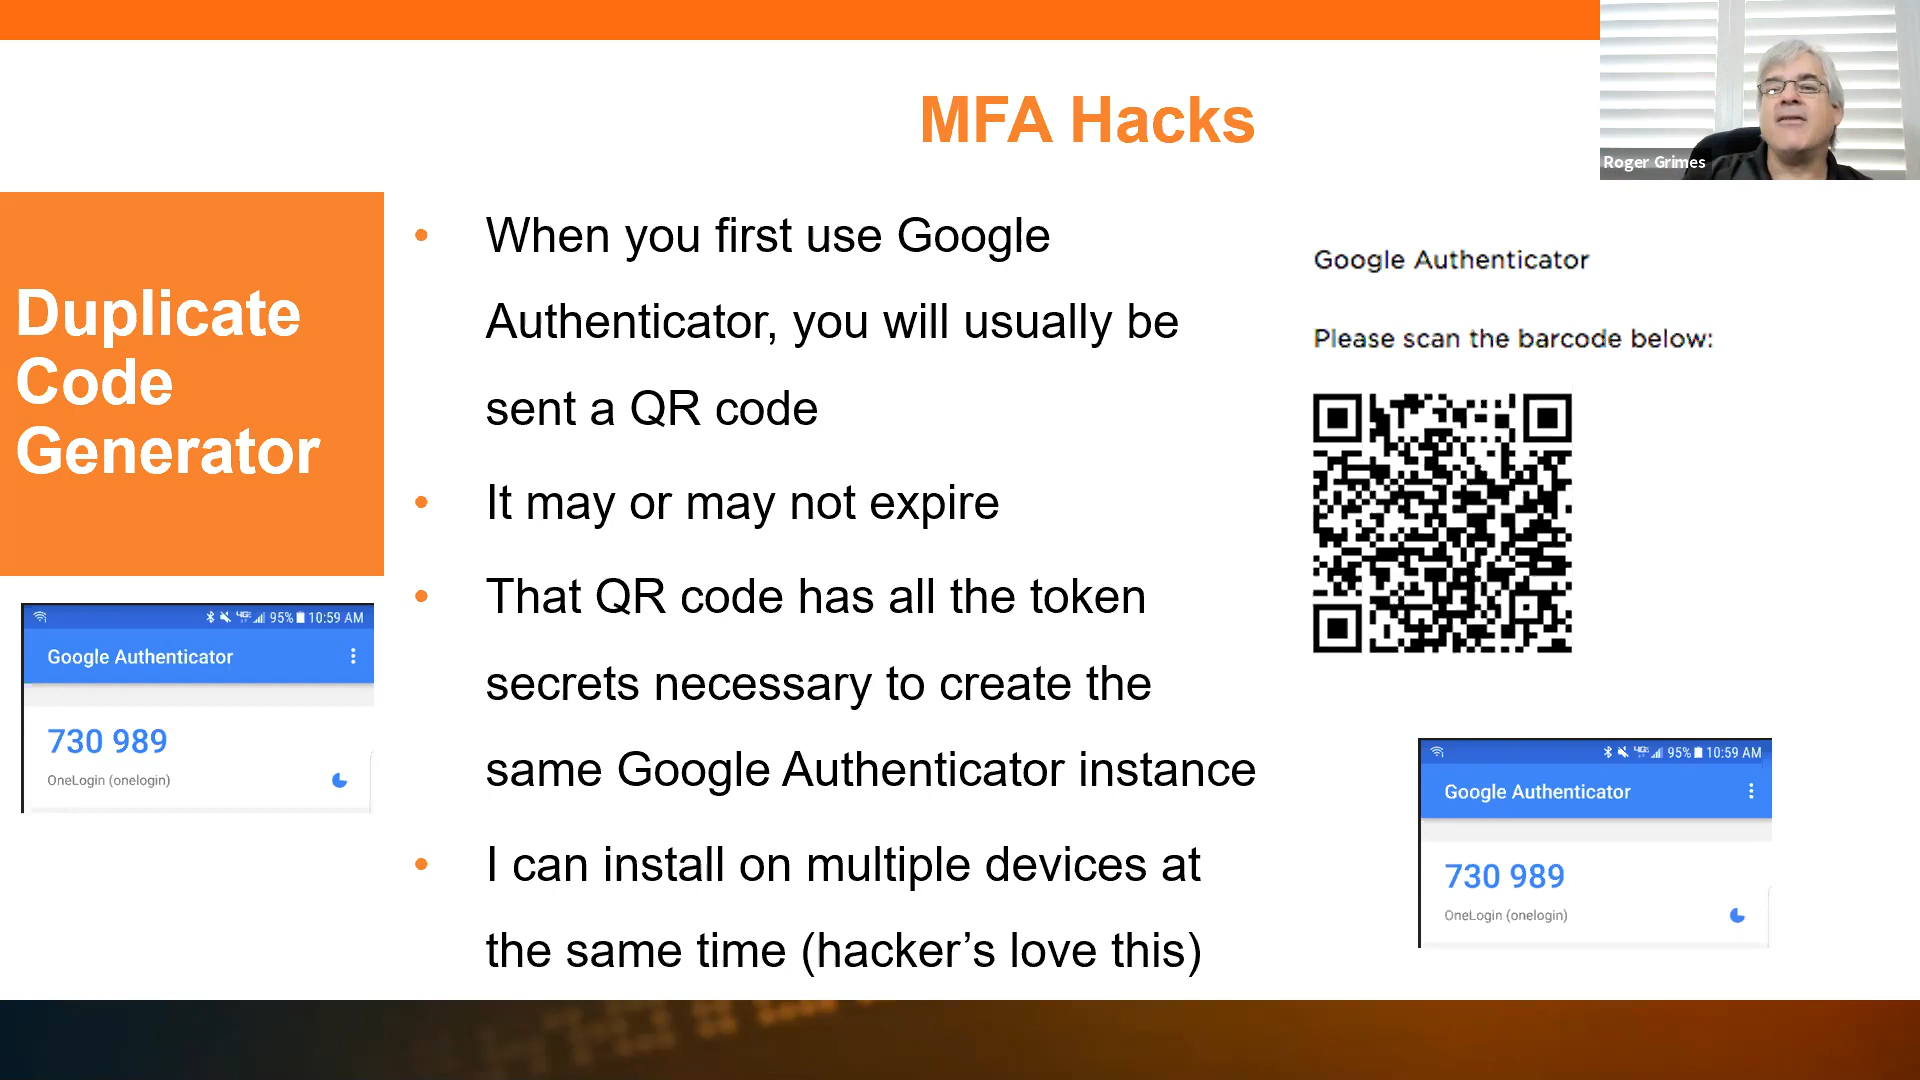 MFA Hacks
Roger Grimes
Duplicate
Code
Generator
• When you first use Google
Authenticator, you will usually be
sent a QR code
• It may or may not expire
• That QR code has all the token
secrets necessary to create the
same Google Authenticator instance
• I can install on multiple devices at
the same time (hacker’s love this)
Google Authenticator
Please scan the barcode below:
95% 10:59 AM
Google Authenticator
730 989
OneLogin (onelogin)
95% 10:59 AM
Google Authenticator
730 989
OneLogin (onelogin)